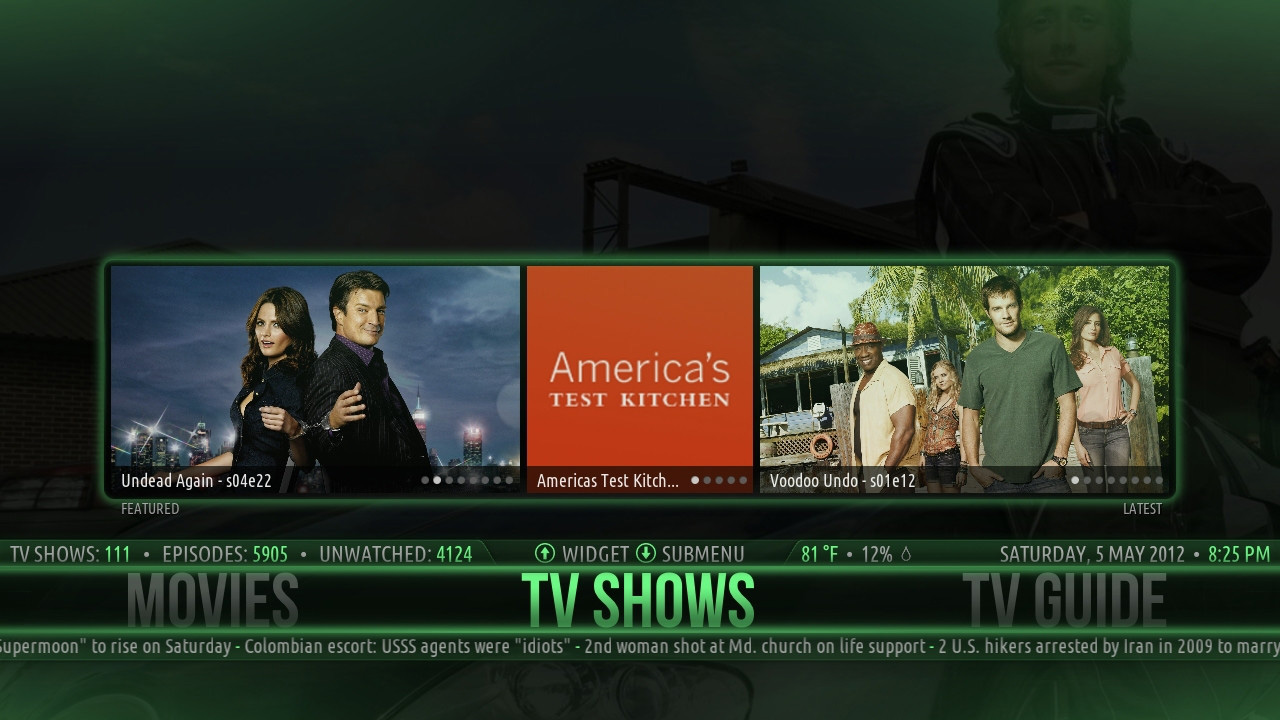 America's
TEST KITCHEN
Undead Again - s04e22
Americas Test Kitch...
Voodoo Undo - s01e12
FEATURED
LATEST
TV SHOWS: 111 • EPISODES: 5905 • UNWATCHED: 4124
WIDGET SUBMENU
81 °F • 12%
SATURDAY, 5 MAY 2012 • 8:25 PM
MOVIES
TV SHOWS
TV GUIDE
Supermoon" to rise on Saturday - Colombian escort: USSS agents were "idiots" - 2nd woman shot at Md. church on life support - 2 U.S. hikers arrested by Iran in 2009 to marry